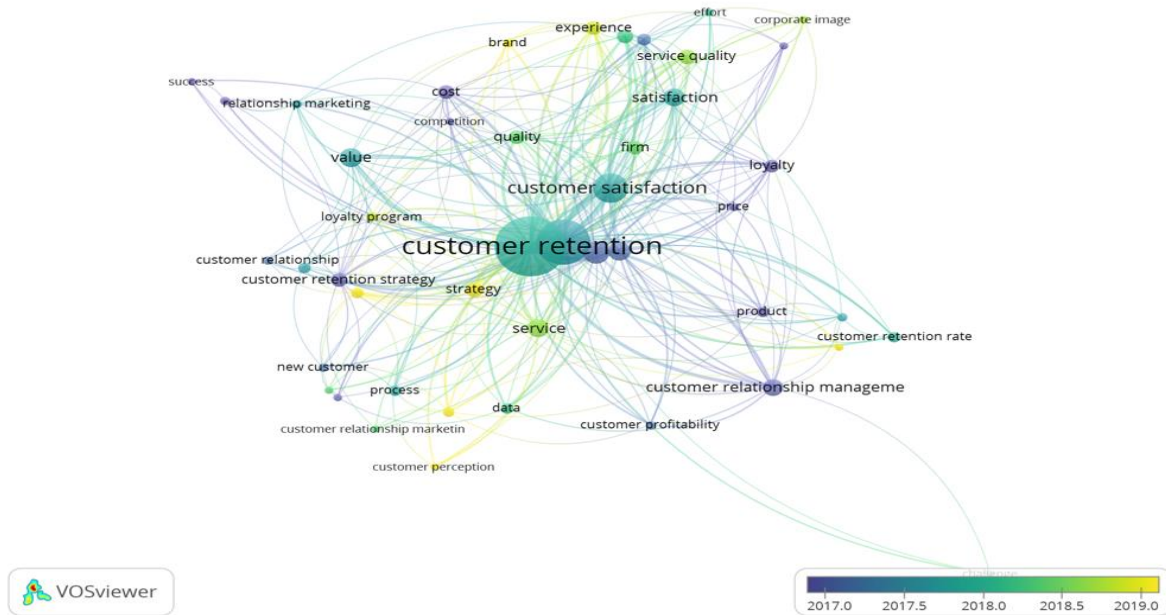 effort
corporate image
experience
brand
service quality
success
cost
satisfaction
relationship marketing
competition
quality
firm
value
loyalty
customer satisfaction
price
loyalty program
customer retention
customer relationship
customer retention strategy
strategy
product
service
customer retention rate
new customer
customer relationship manageme
process
data
customer profitability
customer relationship marketin
customer perception
challenge
VOSviewer
2017.0 2017.5 2018.0 2018.5 2019.0